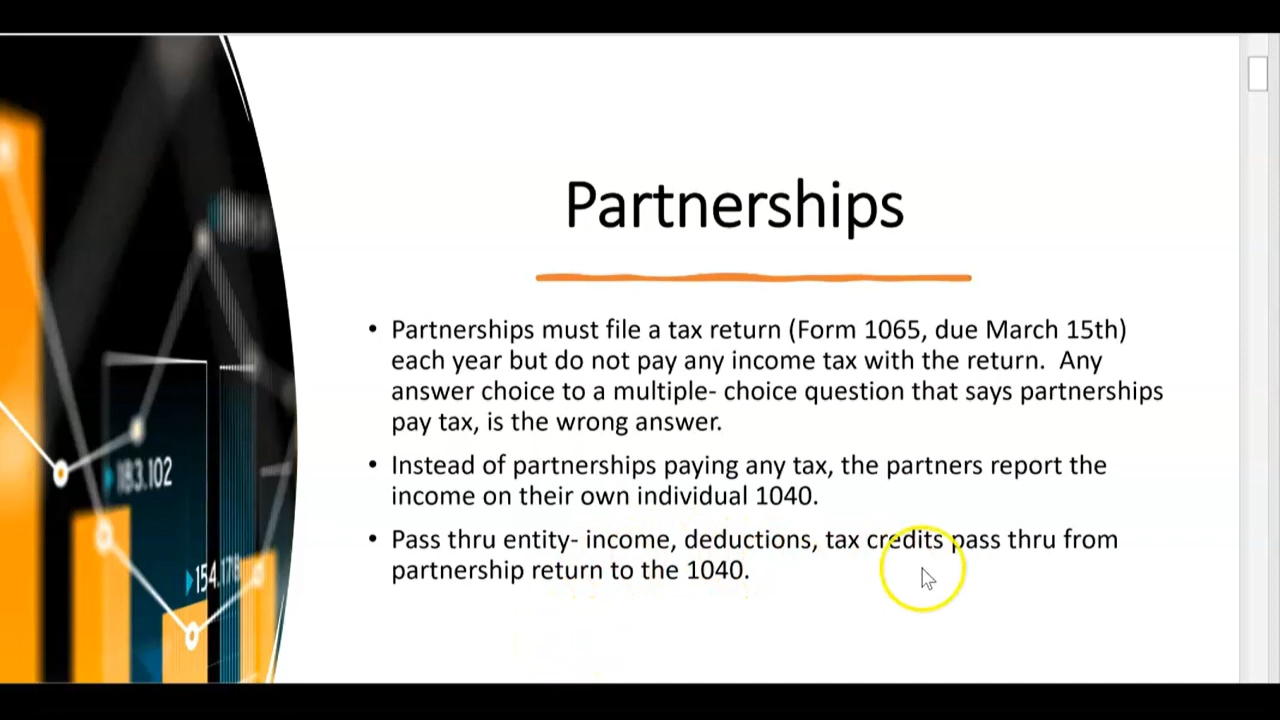 Partnerships
• Partnerships must file a tax return (Form 1065, due March 15th)
each year but do not pay any income tax with the return.  Any
answer choice to a multiple- choice question that says partnerships
pay tax, is the wrong answer.
• Instead of partnerships paying any tax, the partners report the
income on their own individual 1040.
• Pass thru entity- income, deductions, tax credits pass thru from
partnership return to the 1040.
183.102